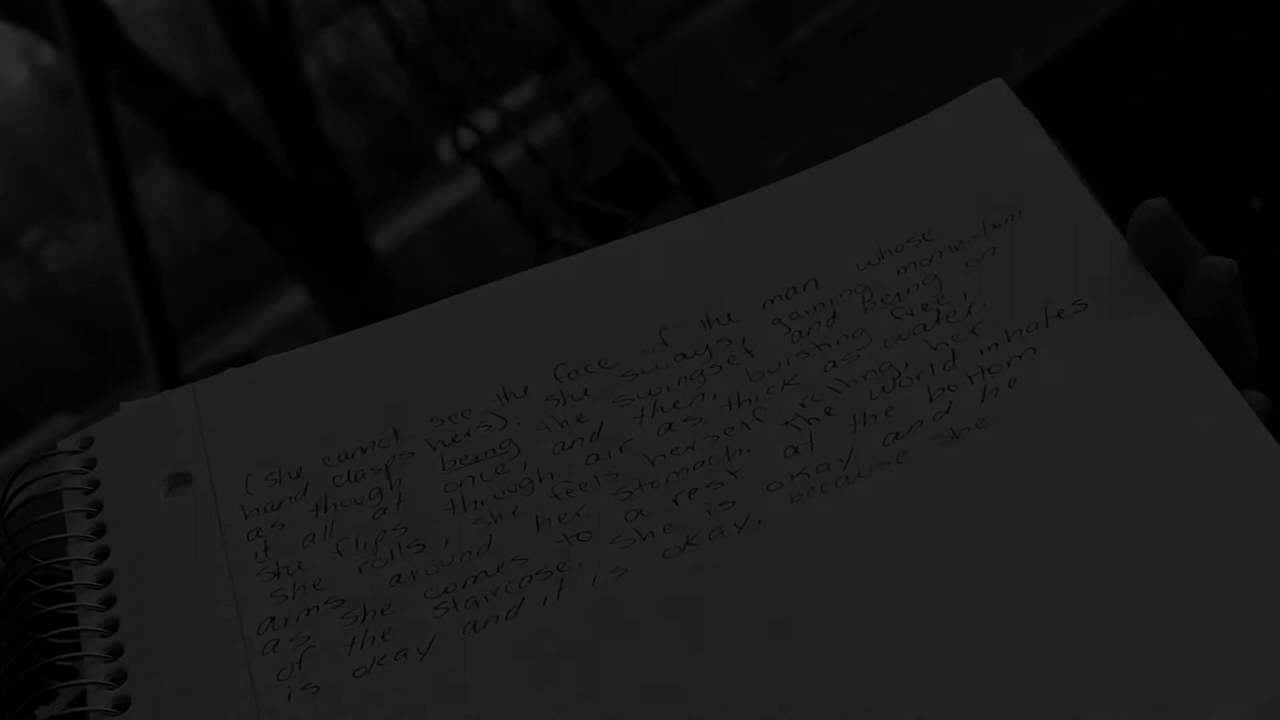 (she cannot see the face of the man whose
hand clasps hers). she sways, gaining momentum
as though being the swingset and being on
it all at once, and then, bursting free,
she flips through air as thick as water.
she rolls, she feels herself rolling, her
arms around her stomach. The world inhales
as she comes to a rest at the bottom
of the staircase. she is okay and he
is okay and it is okay. because she